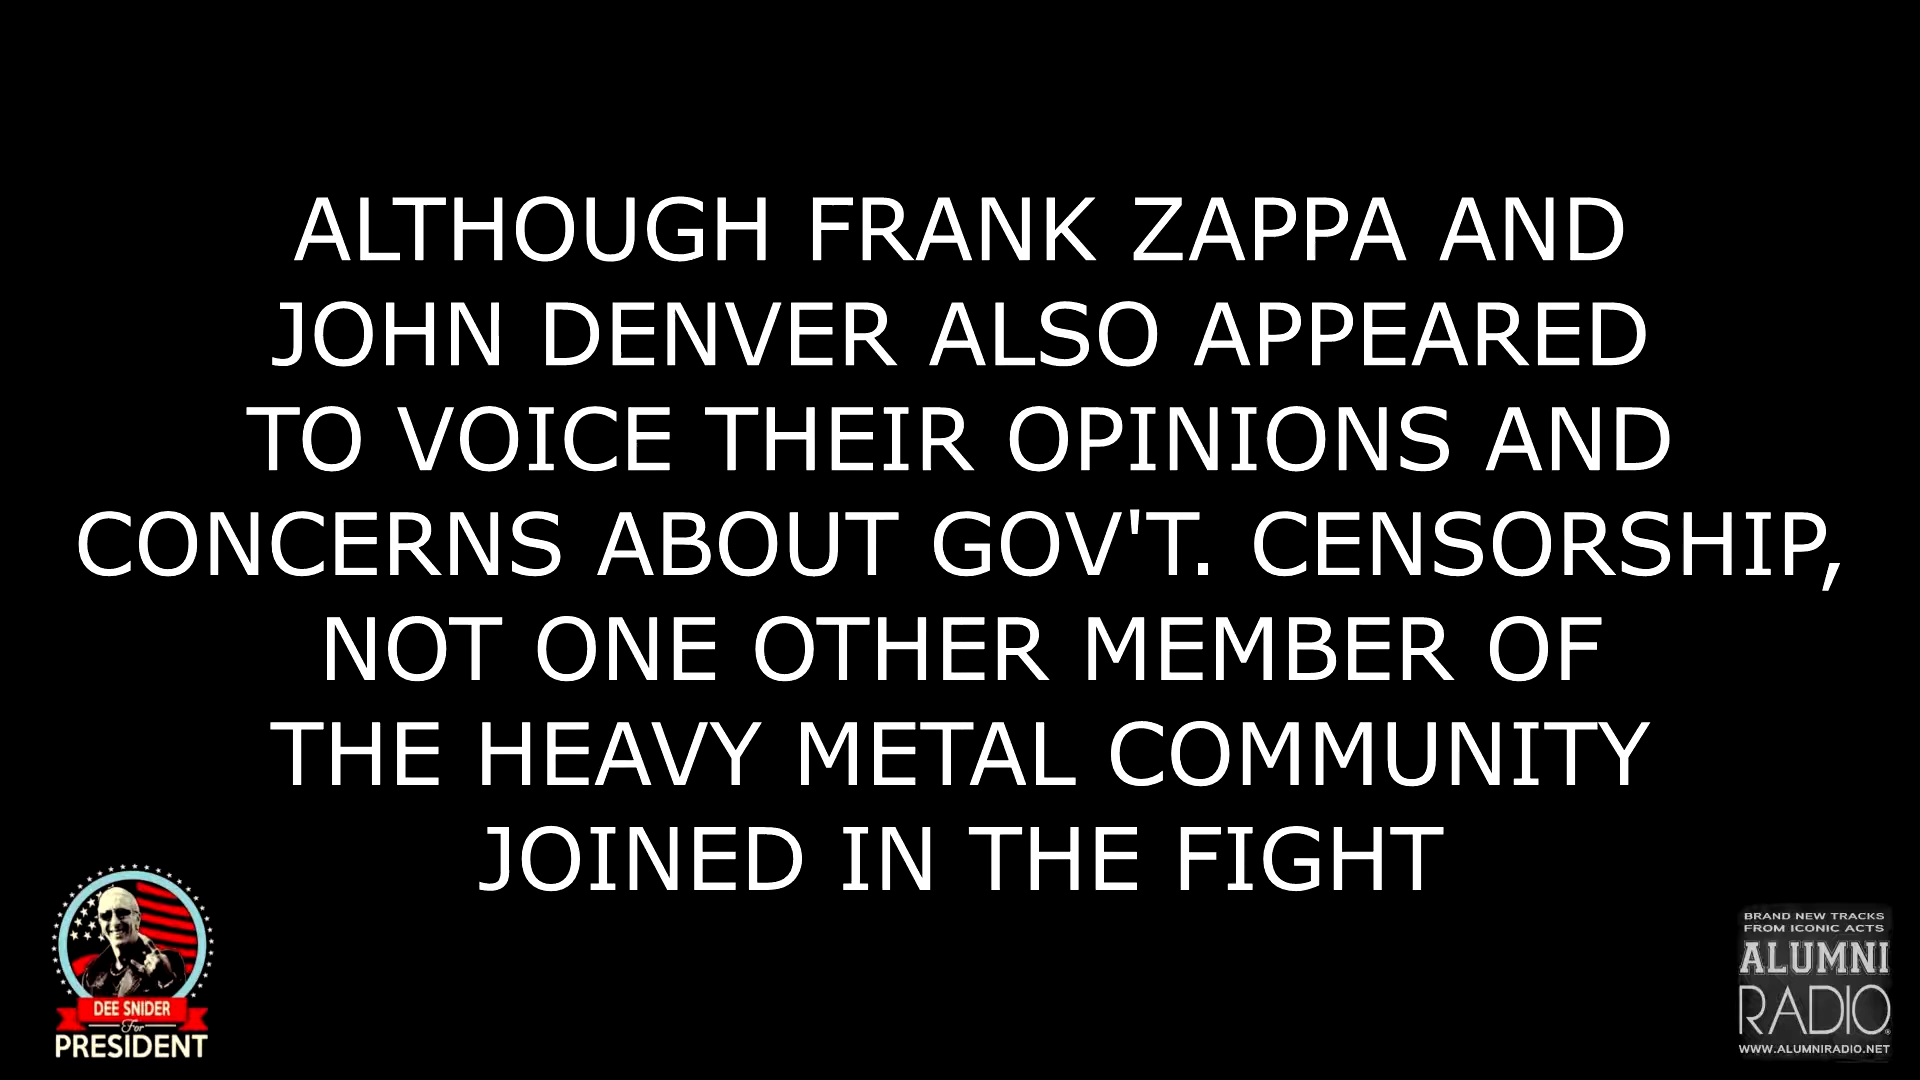 ALTHOUGH FRANK ZAPPA AND
JOHN DENVER ALSO APPEARED
TO VOICE THEIR OPINIONS AND
CONCERNS ABOUT GOV'T. CENSORSHIP,
NOT ONE OTHER MEMBER OF
THE HEAVY METAL COMMUNITY
JOINED IN THE FIGHT
DEE SNIDER
For
PRESIDENT
BRAND NEW TRACKS
FROM ICONIC ACTS
ALUMNI
RADIO®
WWW.ALUMNIRADIO.NET